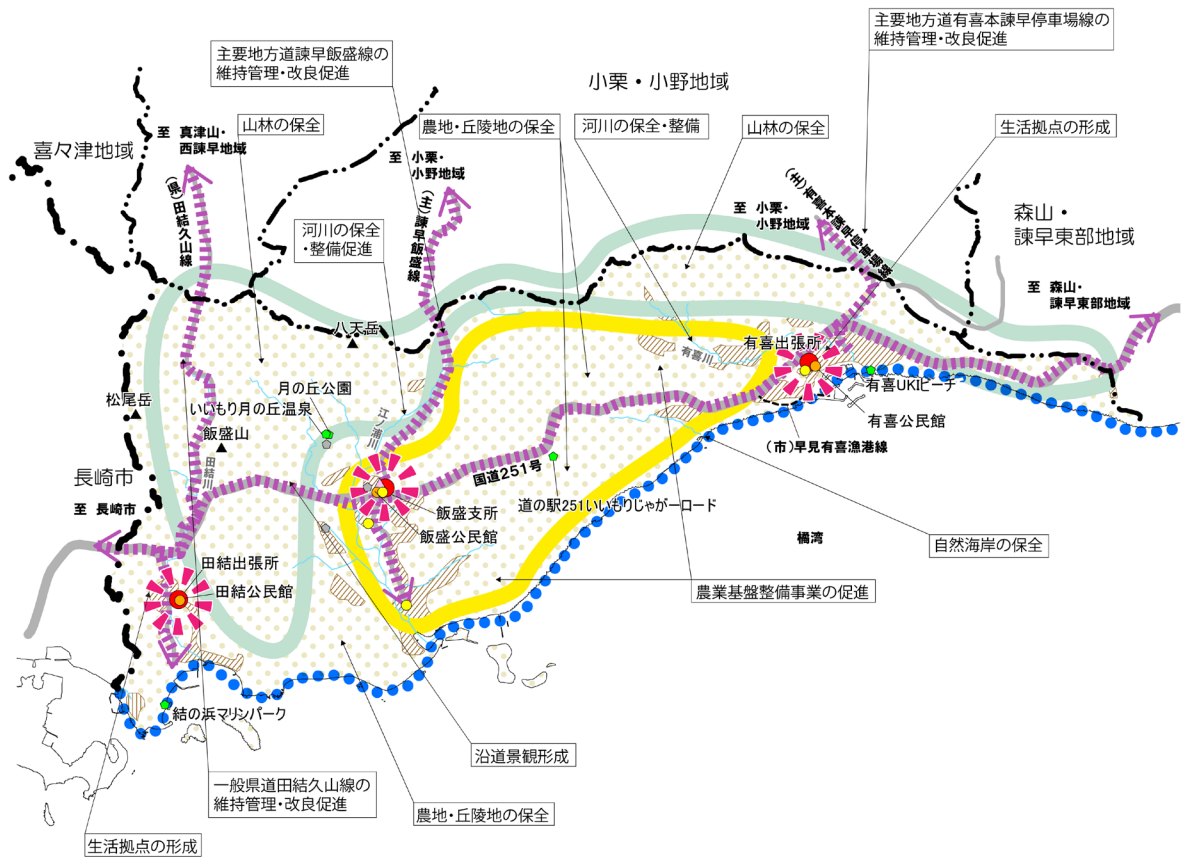 主要地方道有喜本諫早停車場線の
維持管理・改良促進
主要地方道諫早飯盛線の
維持管理・改良促進
小栗・小野地域
山林の保全
農地・丘陵地の保全
河川の保全・整備
山林の保全
生活拠点の形成
喜々津地域
至 真津山・
西諫早地域
至 小栗・
小野地域
(県)田結久山線
(主)諫早飯盛線
河川の保全
・整備促進
至 小栗・
小野地域
(主)有喜本諫早停車場線
森山・
諫早東部地域
至 森山・
諫早東部地域
八天岳
有喜出張所
有喜川
月の丘公園
いいもり月の丘温泉
松尾岳
飯盛山
江ノ浦川
田結川
有喜UKIビーチ
有喜公民館
(市)早見有喜漁港線
長崎市
至 長崎市
国道251号
道の駅251いいもりじゃがーロード
飯盛支所
飯盛公民館
橘湾
自然海岸の保全
田結出張所
田結公民館
農業基盤整備事業の促進
結の浜マリンパーク
沿道景観形成
一般県道田結久山線の
維持管理・改良促進
農地・丘陵地の保全
生活拠点の形成